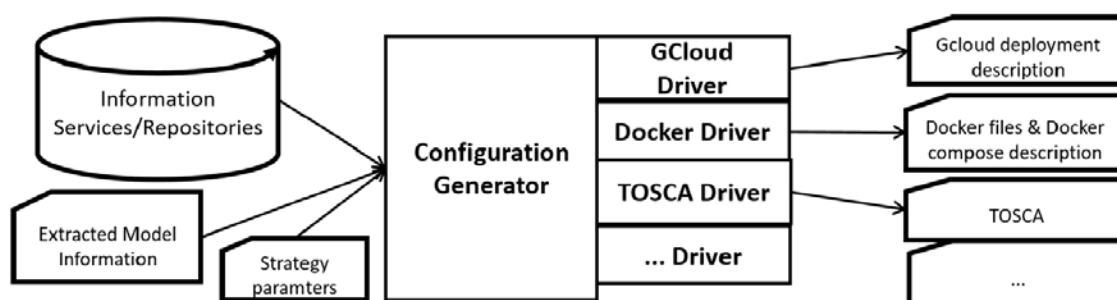 Information
Services/Repositories
Extracted Model
Information
Strategy
paramters
Configuration
Generator
GCloud
Driver
Docker Driver
TOSCA Driver
... Driver
Gcloud deployment
description
Docker files & Docker
compose description
TOSCA
...